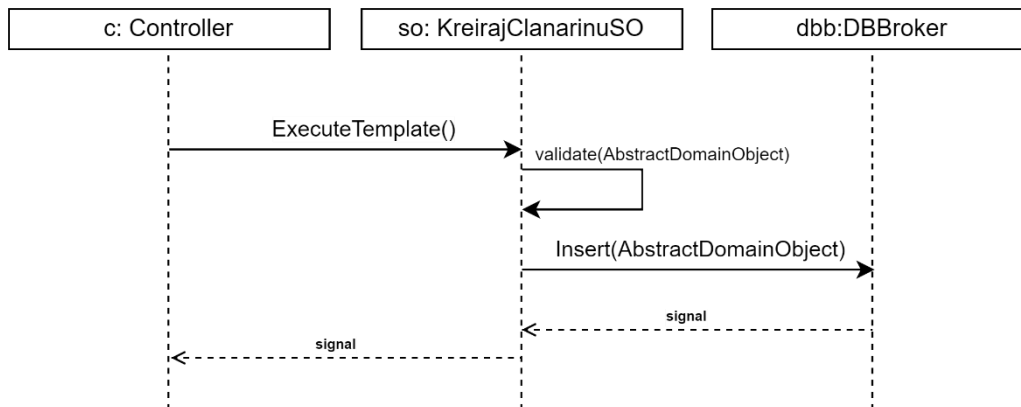 c: Controller
so: KreirajClanarinuSO
dbb:DBBroker
ExecuteTemplate()
validate(AbstractDomainObject)
Insert(AbstractDomainObject)
signal
signal